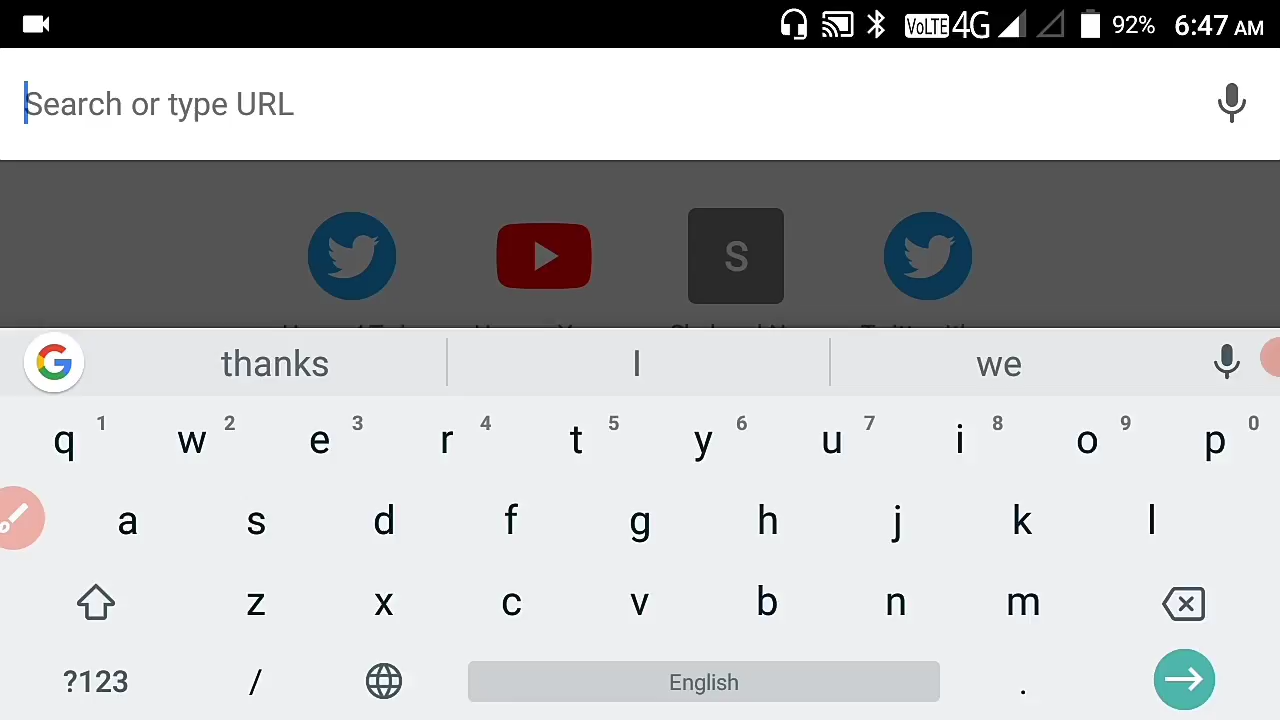 VoLTE 4G 92% 6:47 AM
Search or type URL
S
thanks I we
q 1 w 2 e 3 r 4 t 5 y 6 u 7 i 8 o 9 p 0
a s d f g h j k l
z x c v b n m
?123 / English .